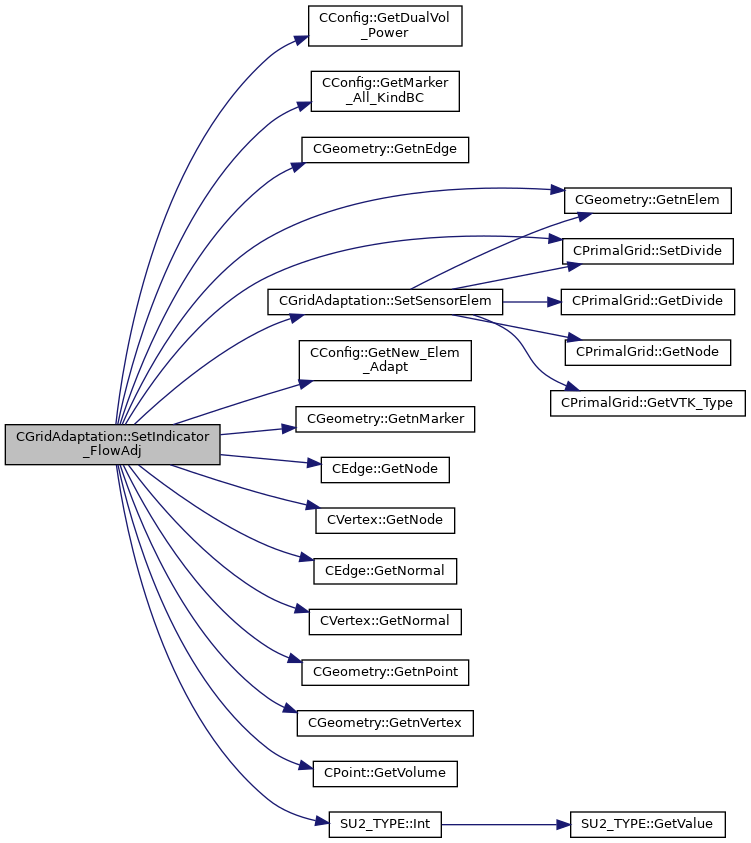 CConfig::GetDualVol
_Power
CConfig::GetMarker
_All_KindBC
CGeometry::GetnEdge
CGeometry::GetnElem
CPrimalGrid::SetDivide
CGridAdaptation::SetSensorElem
CPrimalGrid::GetDivide
CConfig::GetNew_Elem
_Adapt
CPrimalGrid::GetNode
CPrimalGrid::GetVTK_Type
CGeometry::GetnMarker
CGridAdaptation::SetIndicator
_FlowAdj
CEdge::GetNode
CVertex::GetNode
CEdge::GetNormal
CVertex::GetNormal
CGeometry::GetnPoint
CGeometry::GetnVertex
CPoint::GetVolume
SU2_TYPE::Int
SU2_TYPE::GetValue